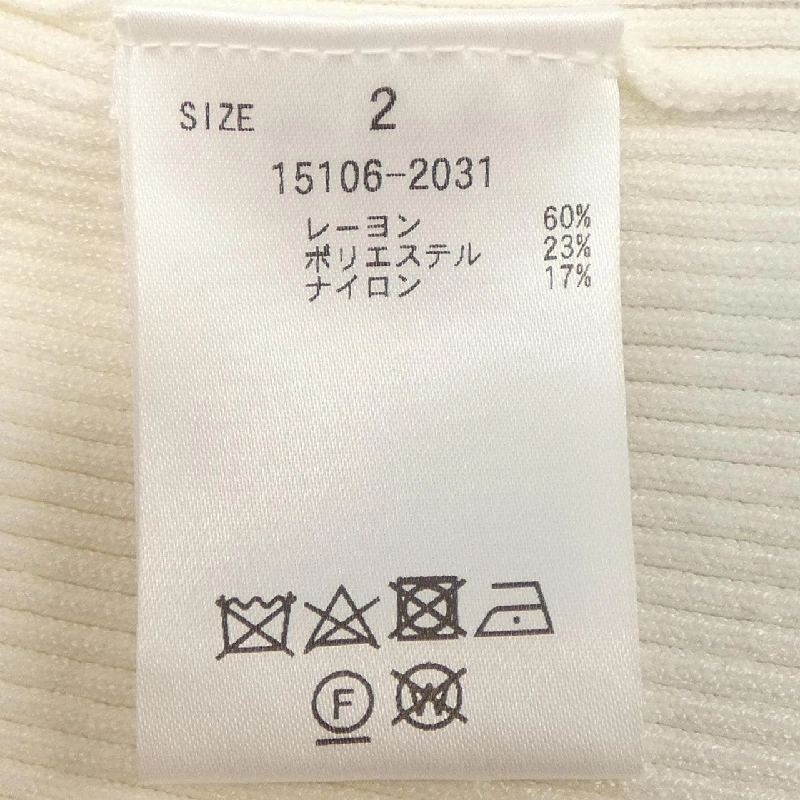 SIZE 2
15106-2031
レーヨン 60%
ポリエステル 23%
ナイロン 17%
F W